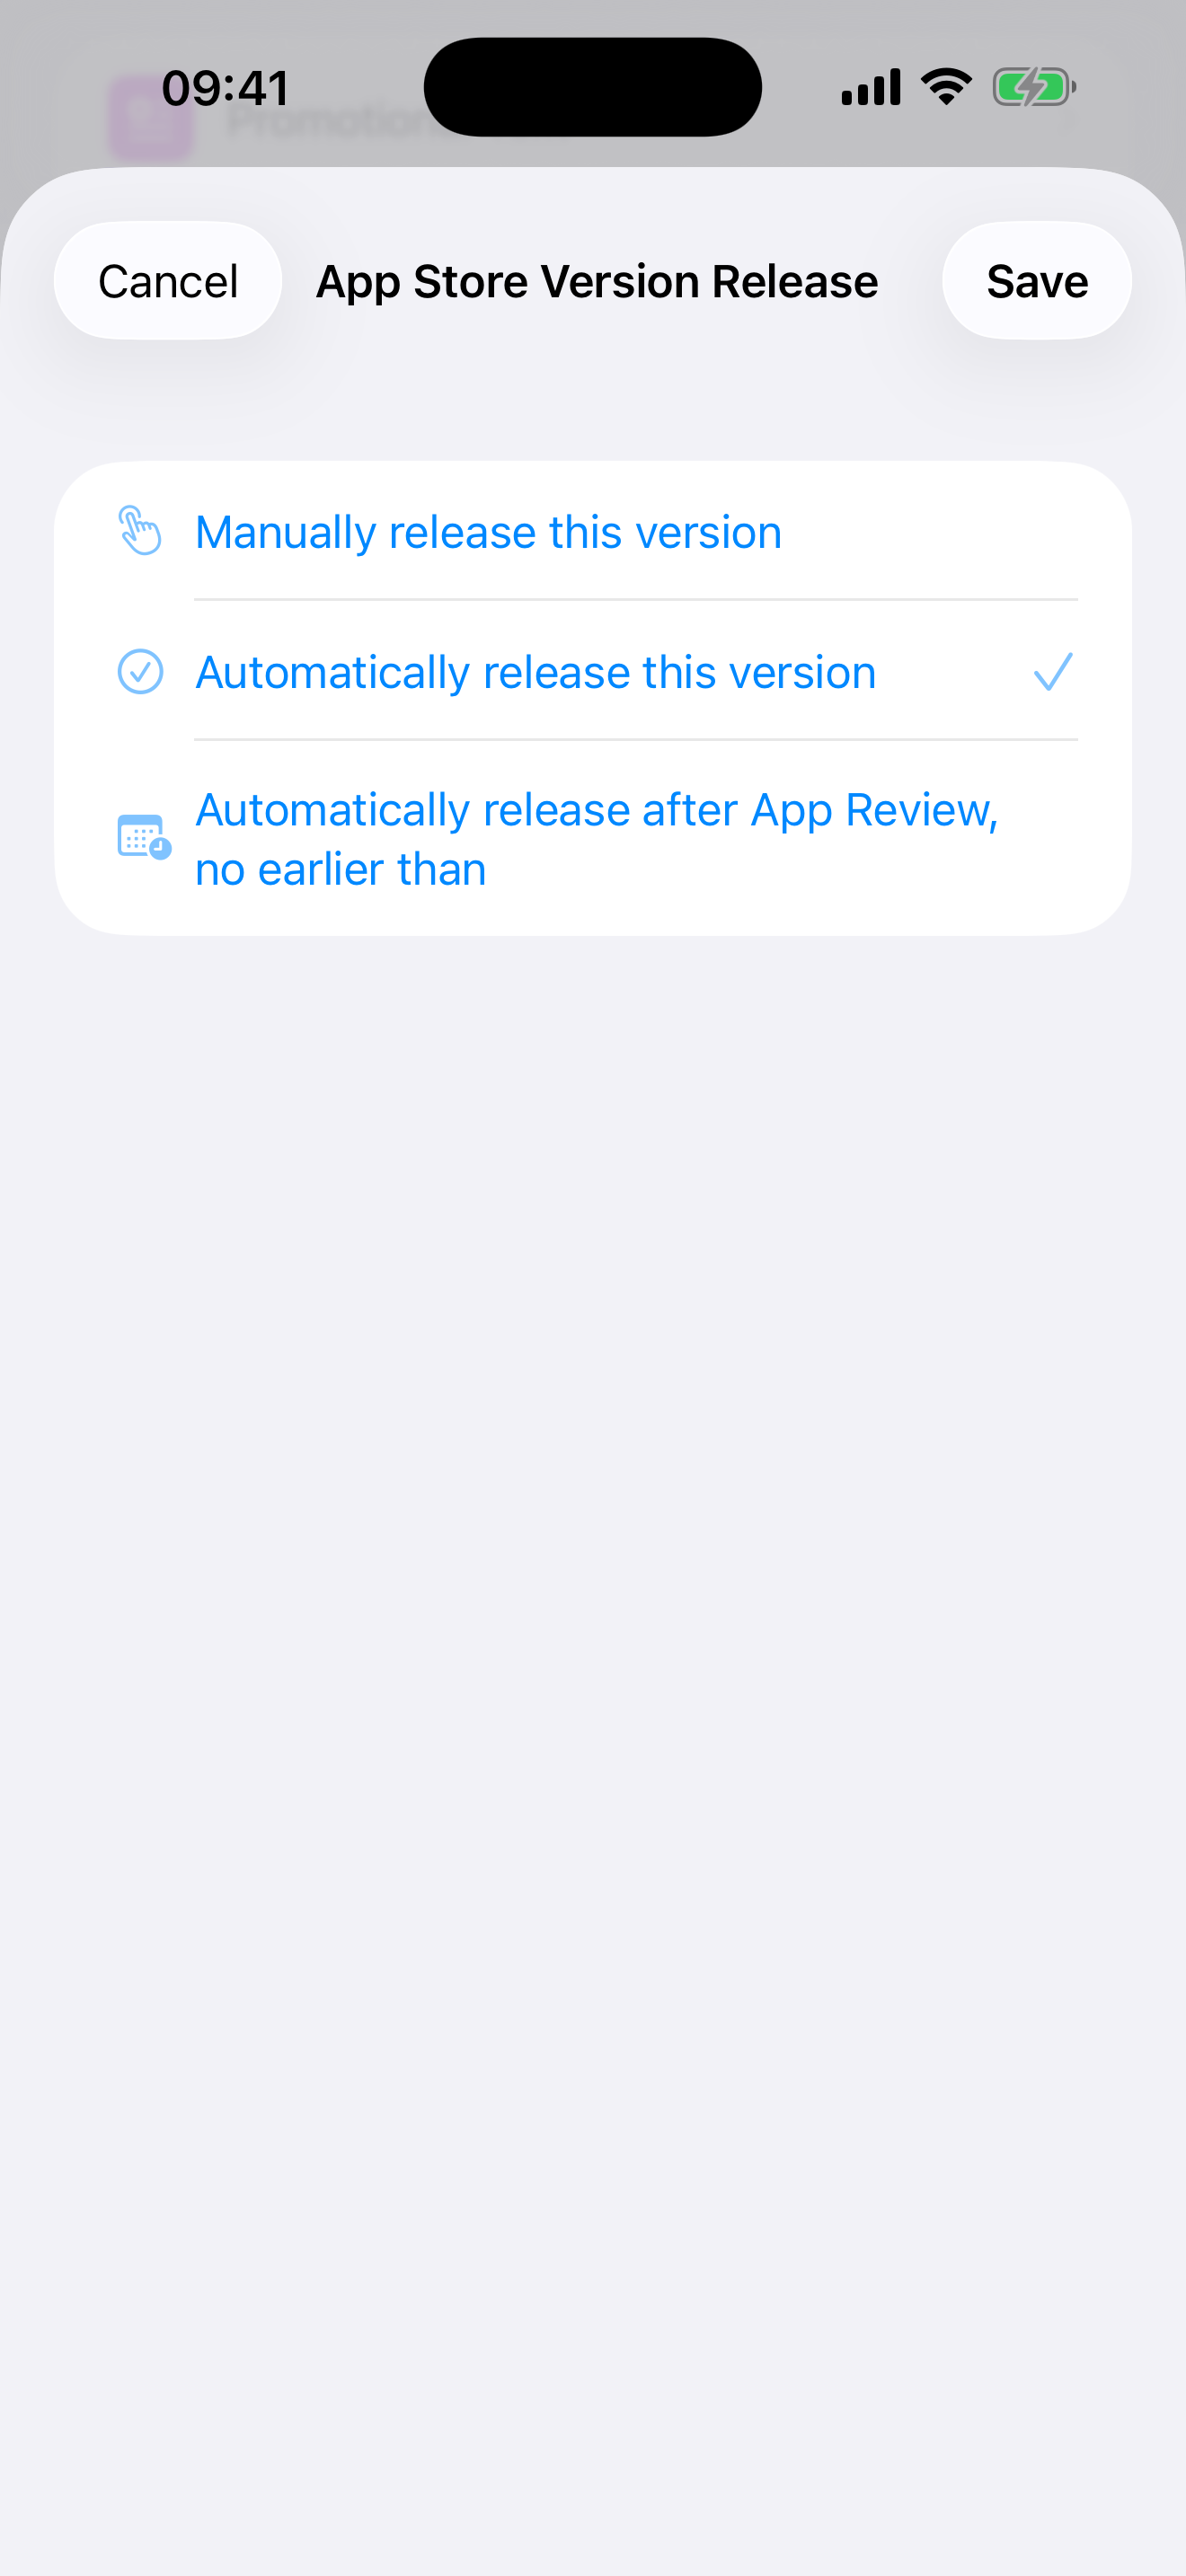 09:41
Cancel
App Store Version Release
Save
Manually release this version
Automatically release this version
Automatically release after App Review,
no earlier than